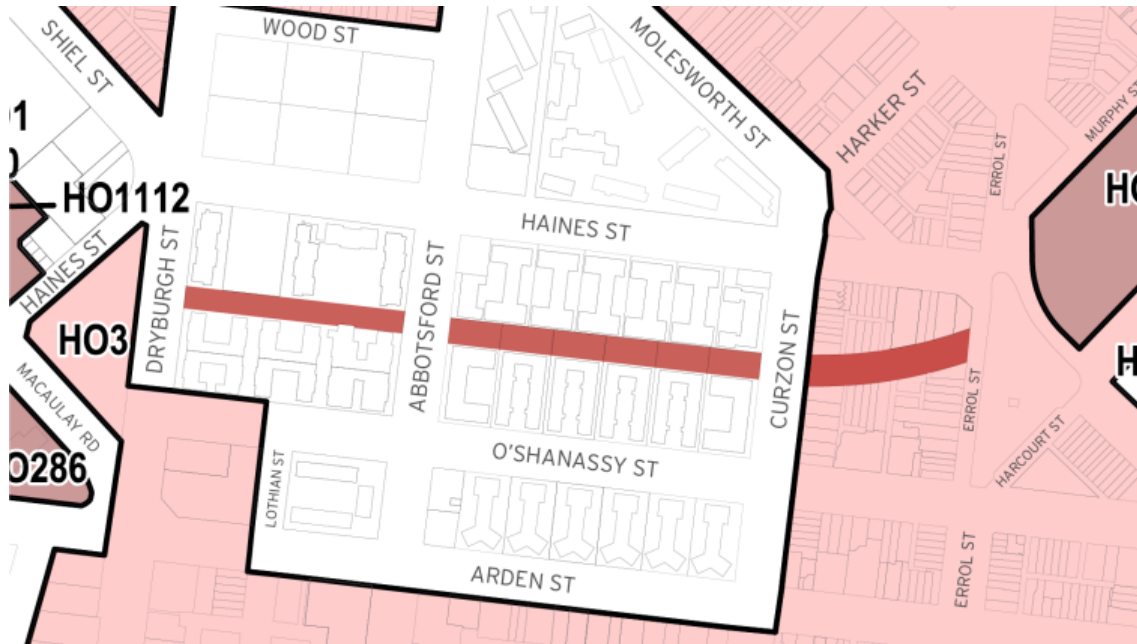 WOOD ST
SHIEL ST
MOLESWORTH ST
HARKER ST
MURPHY ST
ERROL ST
HO1112
HAINES ST
HAINES ST
DRYBURGH ST
ABBOTSFORD ST
HO3
CURZON ST
MACAULAY RD
ERROL ST
HARCOURT ST
O'SHANASSY ST
O286
LOTHIAN ST
ARDEN ST
ERROL ST